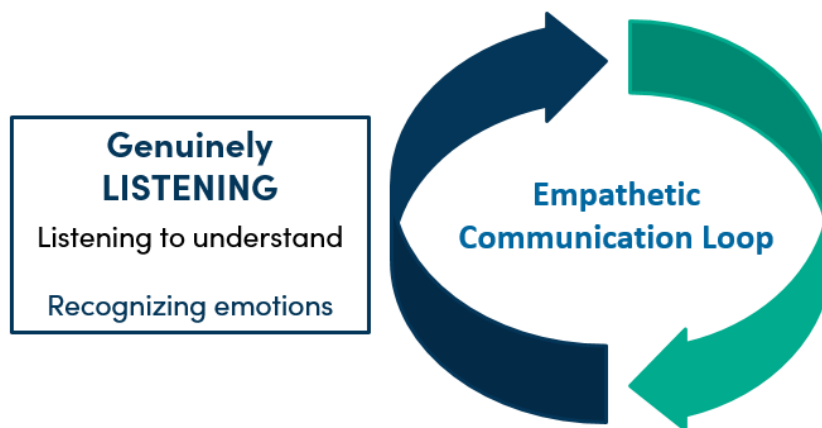 Genuinely
LISTENING
Listening to understand
Recognizing emotions
Empathetic
Communication Loop